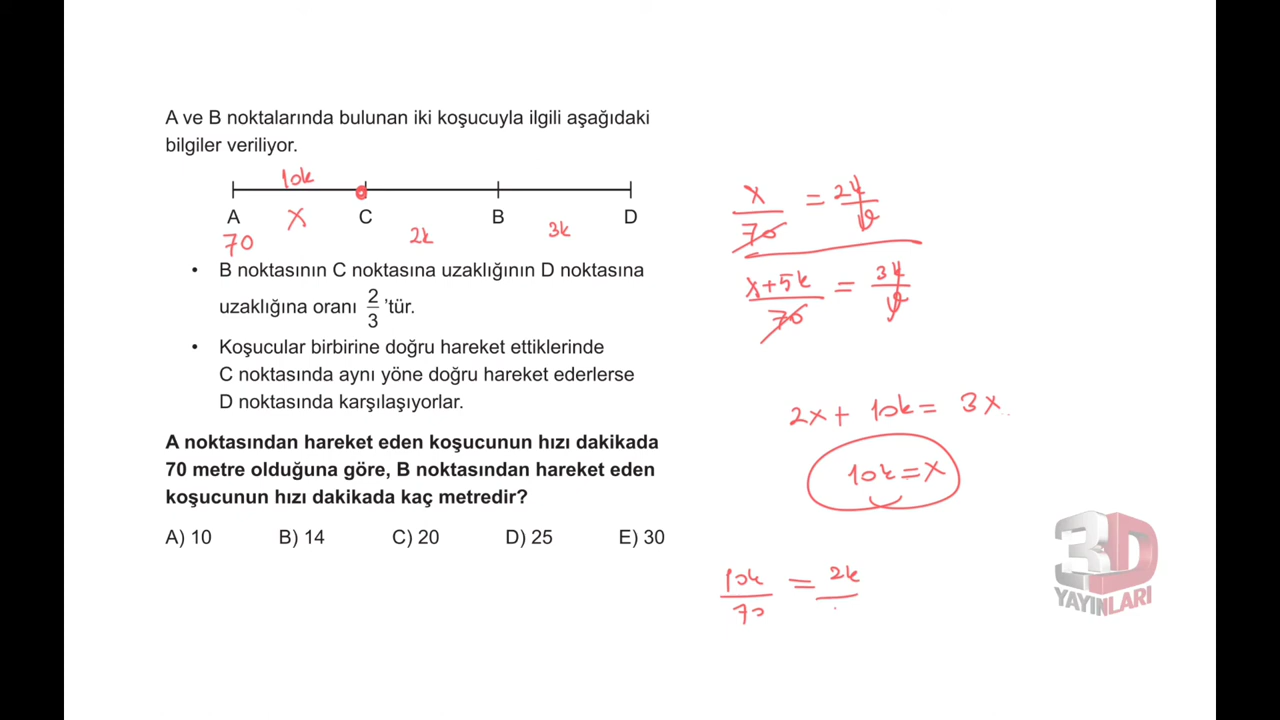 A ve B noktalarında bulunan iki koşucuyla ilgili aşağıdaki
bilgiler veriliyor.
10k
A x C B D
70 2k 3k
• B noktasının C noktasına uzaklığının D noktasına
uzaklığına oranı 2/3 'tür.
• Koşucular birbirine doğru hareket ettiklerinde
C noktasında aynı yöne doğru hareket ederlerse
D noktasında karşılaşıyorlar.
A noktasından hareket eden koşucunun hızı dakikada
70 metre olduğuna göre, B noktasından hareket eden
koşucunun hızı dakikada kaç metredir?
A) 10 B) 14 C) 20 D) 25 E) 30
x/70 = 2k/v
x+5k/70 = 3k/v
2x + 10k = 3x
10k = x
10k/70 = 2k
3D
YAYINLARI